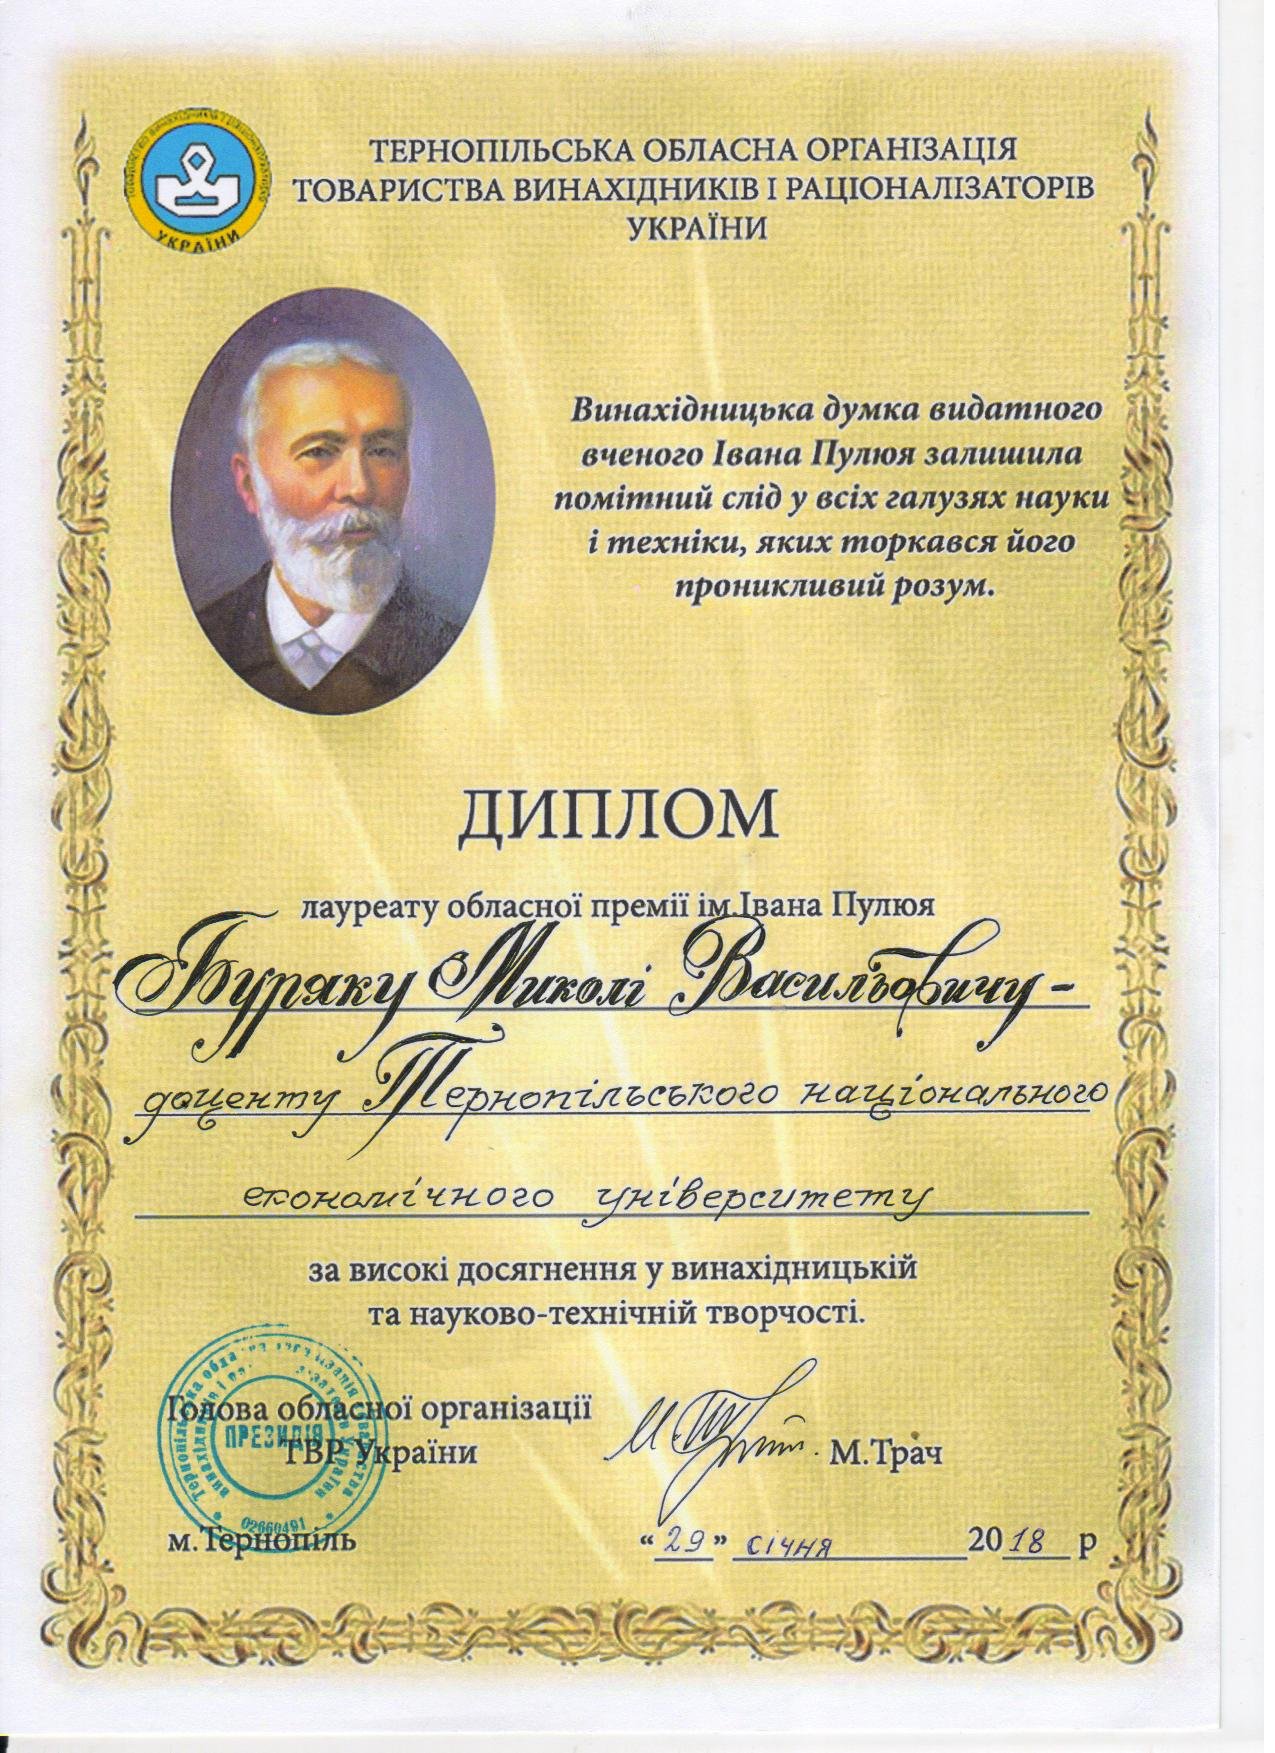 УКРАЇНИ
ТЕРНОПІЛЬСЬКА ОБЛАСНА ОРГАНІЗАЦІЯ
ТОВАРИСТВА ВИНАХІДНИКІВ І РАЦІОНАЛІЗАТОРІВ
УКРАЇНИ
Винахідницька думка видатного
вченого Івана Пулюя залишила
помітний слід у всіх галузях науки
і техніки, яких торкався його
проникливий розум.
ДИПЛОМ
лауреату обласної премії ім.Івана Пулюя
Буряку Миколі Васильовичу -
доценту Тернопільського національного
економічного університету
за високі досягнення у винахідницькій
та науково-технічній творчості.
Голова обласної організації
ТВР України
М.Трач
ПРЕЗИДІЯ
02660491
м.Тернопіль
“29” січня 2018 р